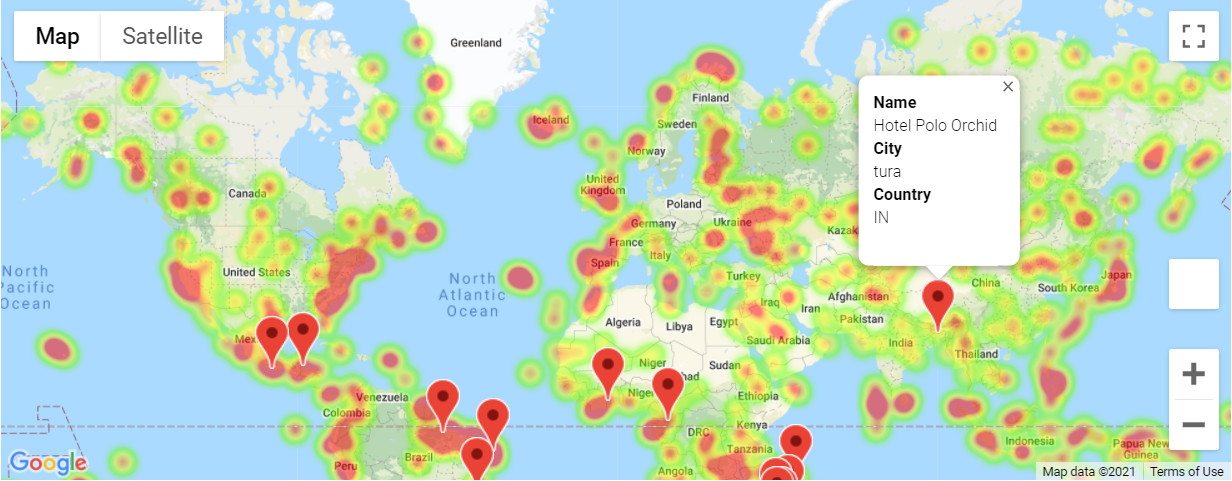 Map
Satellite
Greenland
Iceland
Finland
Sweden
Norway
Name
Hotel Polo Orchid
City
tura
Country
IN
Canada
United
Kingdom
Poland
Germany
Ukraine
France
Italy
Spain
United States
North
Pacific
Ocean
North
Atlantic
Ocean
Turkey
China
Japan
South Korea
Iraq
Iran
Afghanistan
Pakistan
Algeria
Libya
Egypt
Saudi Arabia
India
Thailand
Niger
Sudan
Ethiopia
Venezuela
Colombia
DRC
Kenya
Tanzania
Angola
Brazil
Peru
Indonesia
Papua New
Guinea
Google
Map data ©2021
Terms of Use